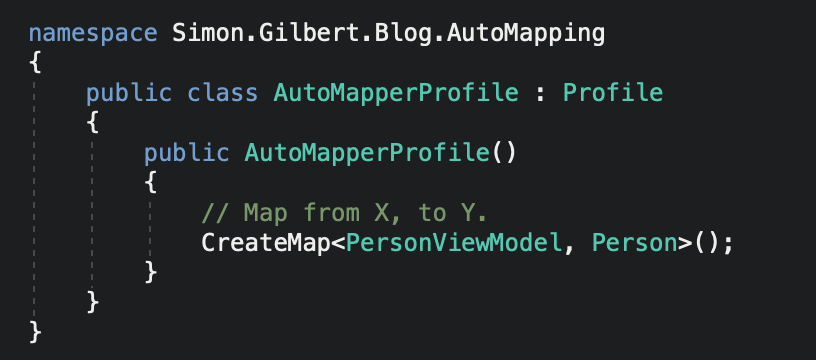 namespace Simon.Gilbert.Blog.AutoMapping
{
    public class AutoMapperProfile : Profile
    {
        public AutoMapperProfile()
        {
            // Map from X, to Y.
            CreateMap<PersonViewModel, Person>();
        }
    }
}